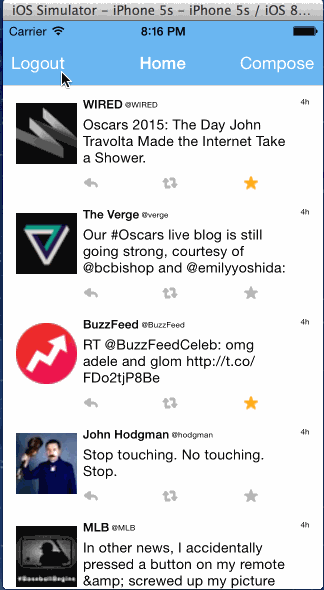 iOS Simulator – iPhone 5s – iPhone 5s / iOS 8...
Carrier 8:16 PM
Logout Home Compose
WIRED @WIRED 4h
Oscars 2015: The Day John
Travolta Made the Internet Take
a Shower.
The Verge @verge 4h
Our #Oscars live blog is still
going strong, courtesy of
@bcbishop and @emilyyoshida:
BuzzFeed @BuzzFeed 4h
RT @BuzzFeedCeleb: omg
adele and glom http://t.co/
FDo2tjP8Be
John Hodgman @hodgman 4h
Stop touching. No touching.
Stop.
MLB @MLB 4h
In other news, I accidentally
pressed a button on my remote
&amp; screwed up my picture
#BaseballBegins